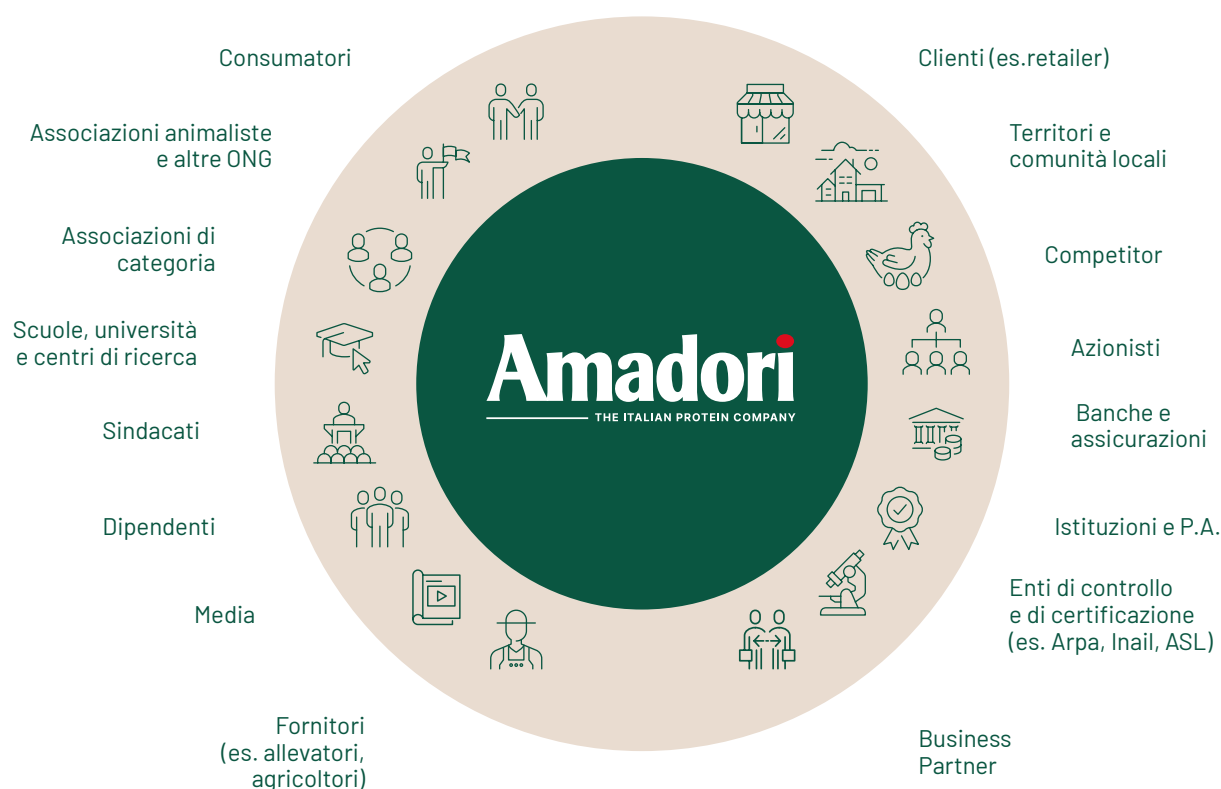 Consumatori
Clienti (es.retailer)
Associazioni animaliste
e altre ONG
Territori e
comunità locali
Associazioni di
categoria
Competitor
Scuole, università
e centri di ricerca
Azionisti
Amadori
THE ITALIAN PROTEIN COMPANY
Sindacati
Banche e
assicurazioni
Dipendenti
Istituzioni e P.A.
Media
Enti di controllo
e di certificazione
(es. Arpa, Inail, ASL)
Fornitori
(es. allevatori,
agricoltori)
Business
Partner